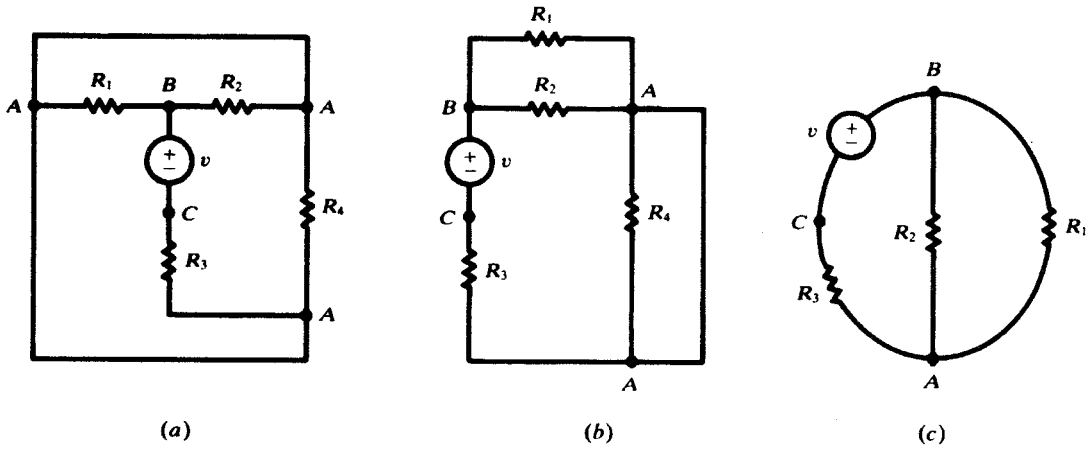 A R₁ B R₂ A
+
− v
C
R₃
R₄
A
(a)
R₁
R₂
B A
+
− v
C
R₃
R₄
A
(b)
B
v + −
C
R₂
R₁
R₃
A
(c)